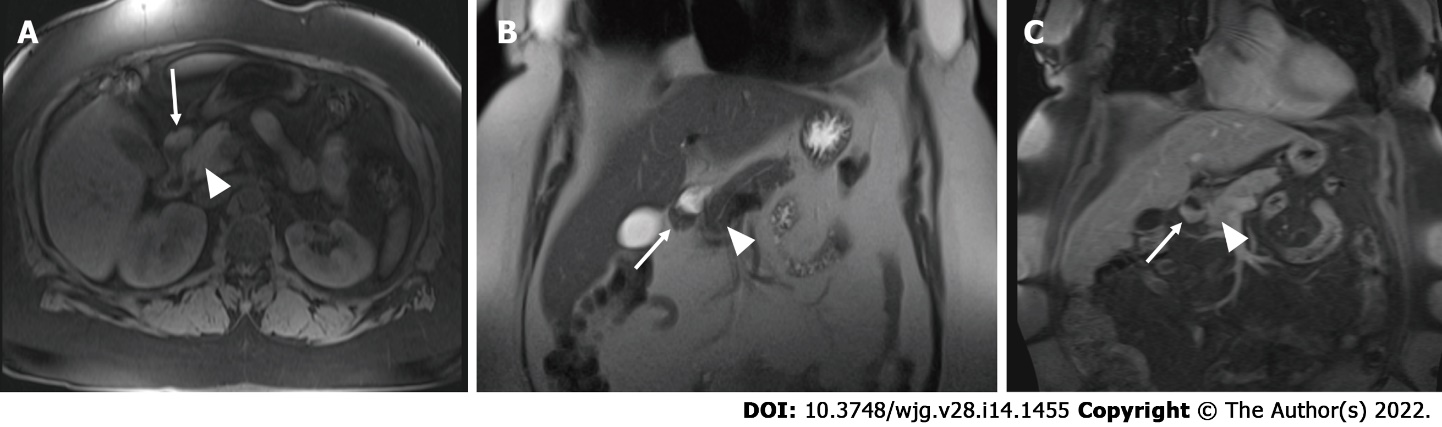 A
B
C
DOI: 10.3748/wjg.v28.i14.1455 Copyright © The Author(s) 2022.